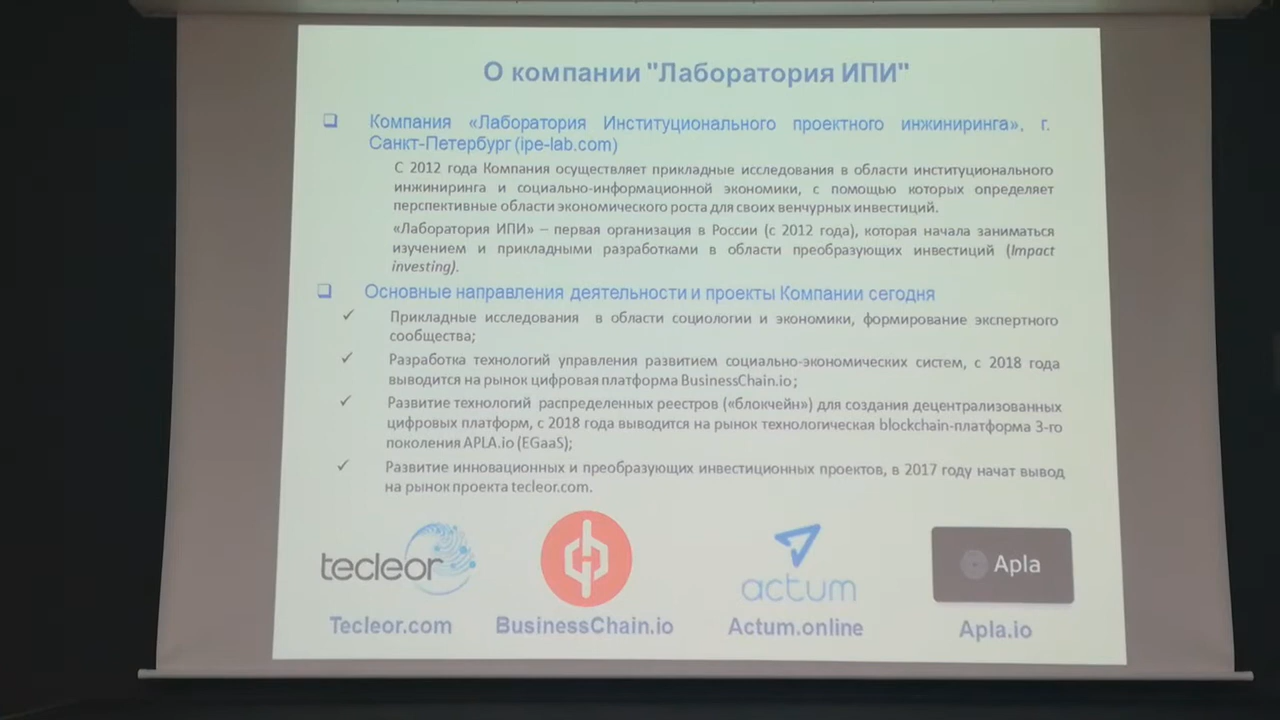 О компании "Лаборатория ИПИ"
Компания «Лаборатория Институционального проектного инжиниринга», г.
Санкт-Петербург (ipe-lab.com)
С 2012 года Компания осуществляет прикладные исследования в области институционального
инжиниринга и социально-информационной экономики, с помощью которых определяет
перспективные области экономического роста для своих венчурных инвестиций.
«Лаборатория ИПИ» – первая организация в России (с 2012 года), которая начала заниматься
изучением и прикладными разработками в области преобразующих инвестиций (Impact
investing).
Основные направления деятельности и проекты Компании сегодня
Прикладные исследования в области социологии и экономики, формирование экспертного
сообщества;
Разработка технологий управления развитием социально-экономических систем, с 2018 года
выводится на рынок цифровая платформа BusinessChain.io;
Развитие технологий распределенных реестров («блокчейн») для создания децентрализованных
цифровых платформ, с 2018 года выводится на рынок технологическая blockchain-платформа 3-го
поколения APLA.io (EGaaS);
Развитие инновационных и преобразующих инвестиционных проектов, в 2017 году начат вывод
на рынок проекта tecleor.com.
tecleor
actum
Apla
Tecleor.com
BusinessChain.io
Actum.online
Apla.io